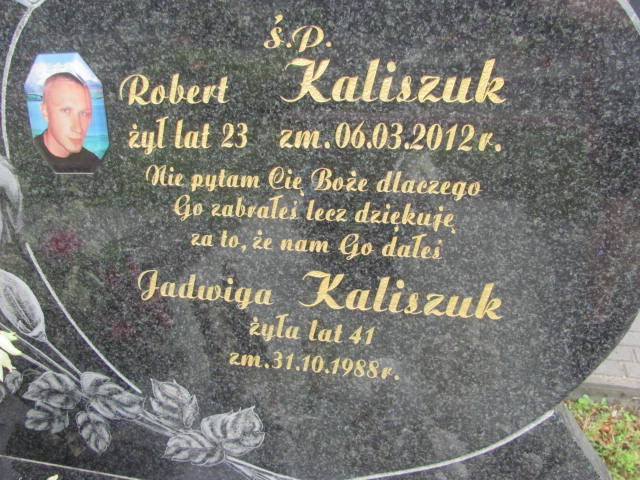 ś.p.
Robert Kaliszuk
żył lat 23 zm. 06.03.2012 r.
Nie pytam Cię Boże dlaczego
Go zabrałeś lecz dziękuję
za to, że nam Go dałeś
Jadwiga Kaliszuk
żyła lat 41
zm. 31.10.1988 r.